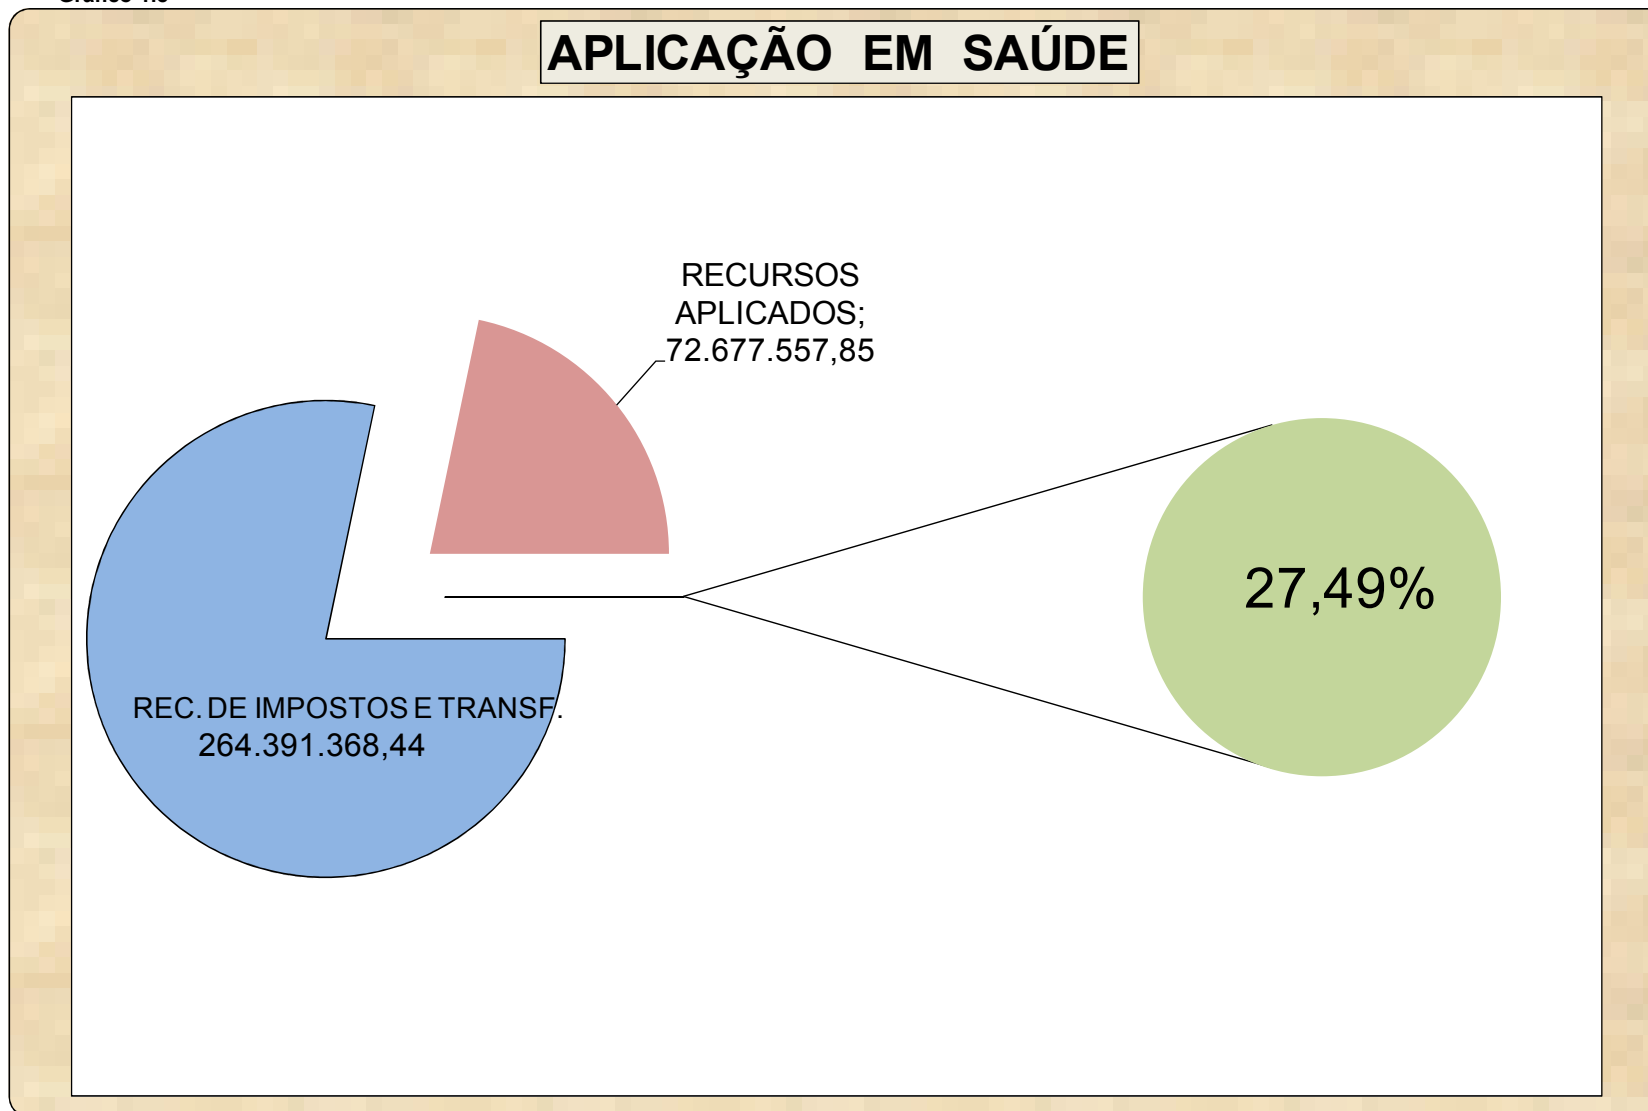 APLICAÇÃO EM SAÚDE
RECURSOS
APLICADOS;
72.677.557,85
27,49%
REC. DE IMPOSTOS E TRANSF.
264.391.368,44